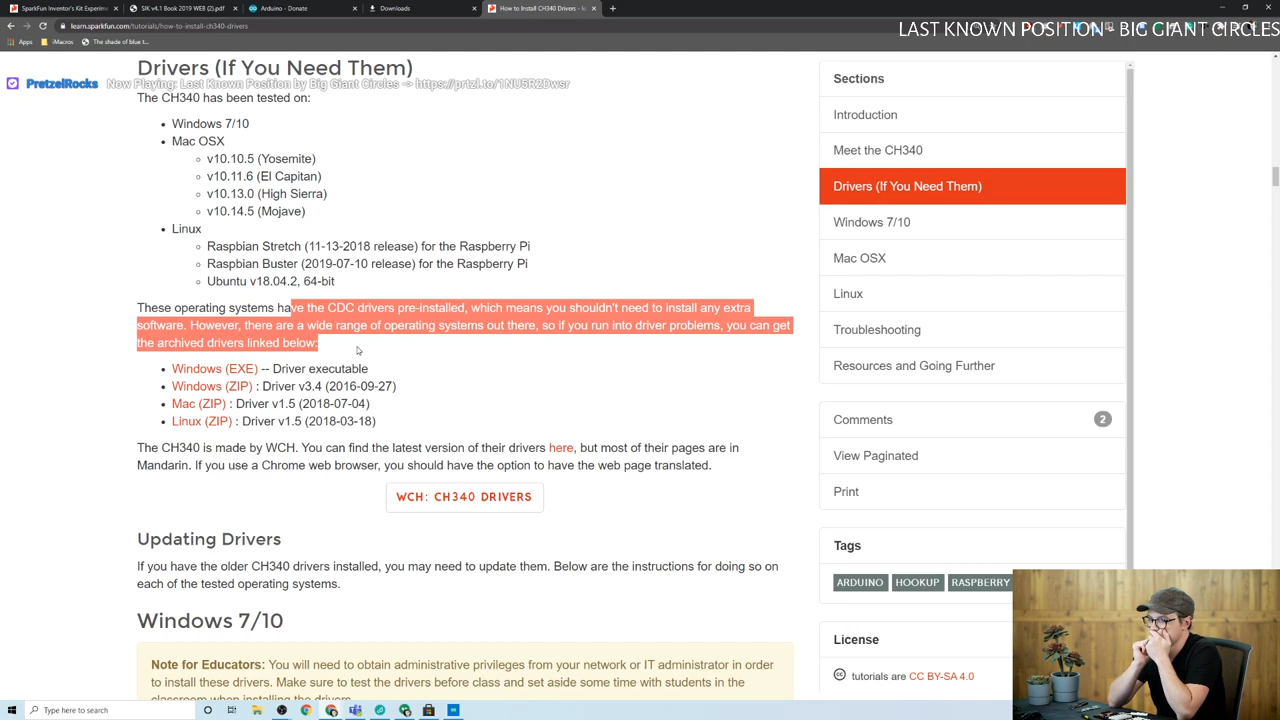 SparkFun Inventor's Kit Experim
SIK v4.1 Book 2019 WEB (2).pdf
Arduino - Donate
Downloads
How to Install CH340 Drivers - l
learn.sparkfun.com/tutorials/how-to-install-ch340-drivers
LAST KNOWN POSITION - BIG GIANT CIRCLES
Apps
iMacros
The shade of blue t...
Drivers (If You Need Them)
PretzelRocks Now Playing: Last Known Position by Big Giant Circles -> https://prtzl.to/1NU5R2Dwsr
The CH340 has been tested on:
Windows 7/10
Mac OSX
v10.10.5 (Yosemite)
v10.11.6 (El Capitan)
v10.13.0 (High Sierra)
v10.14.5 (Mojave)
Linux
Raspbian Stretch (11-13-2018 release) for the Raspberry Pi
Raspbian Buster (2019-07-10 release) for the Raspberry Pi
Ubuntu v18.04.2, 64-bit
These operating systems have the CDC drivers pre-installed, which means you shouldn't need to install any extra
software. However, there are a wide range of operating systems out there, so if you run into driver problems, you can get
the archived drivers linked below:
Windows (EXE) -- Driver executable
Windows (ZIP) : Driver v3.4 (2016-09-27)
Mac (ZIP) : Driver v1.5 (2018-07-04)
Linux (ZIP) : Driver v1.5 (2018-03-18)
The CH340 is made by WCH. You can find the latest version of their drivers here, but most of their pages are in
Mandarin. If you use a Chrome web browser, you should have the option to have the web page translated.
WCH: CH340 DRIVERS
Updating Drivers
If you have the older CH340 drivers installed, you may need to update them. Below are the instructions for doing so on
each of the tested operating systems.
Windows 7/10
Note for Educators: You will need to obtain administrative privileges from your network or IT administrator in order
to install these drivers. Make sure to test the drivers before class and set aside some time with students in the
classroom when installing the drivers.
Sections
Introduction
Meet the CH340
Drivers (If You Need Them)
Windows 7/10
Mac OSX
Linux
Troubleshooting
Resources and Going Further
Comments 2
View Paginated
Print
Tags
ARDUINO HOOKUP RASPBERRY
License
tutorials are CC BY-SA 4.0
Type here to search